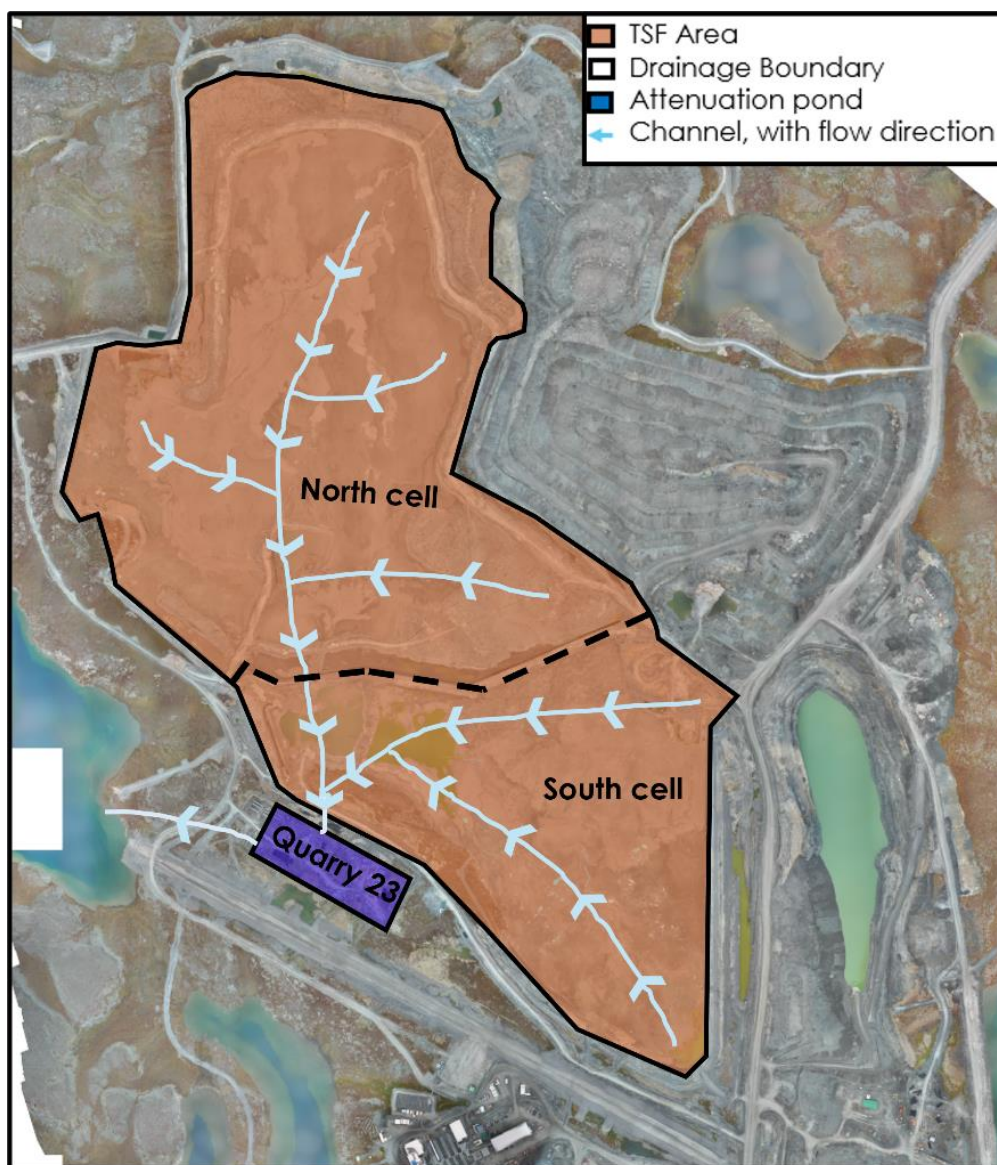 TSF Area
Drainage Boundary
Attenuation pond
Channel, with flow direction
North cell
South cell
Quarry 23